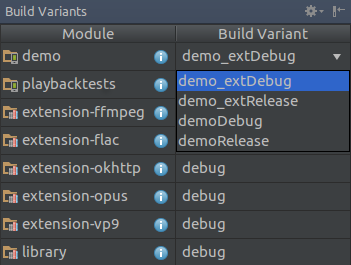 Build Variants
Module Build Variant
demo demo_extDebug
playbacktests demo_extDebug
extension-ffmpeg demo_extRelease
extension-flac demoDebug
demoRelease
extension-okhttp debug
extension-opus debug
extension-vp9 debug
library debug